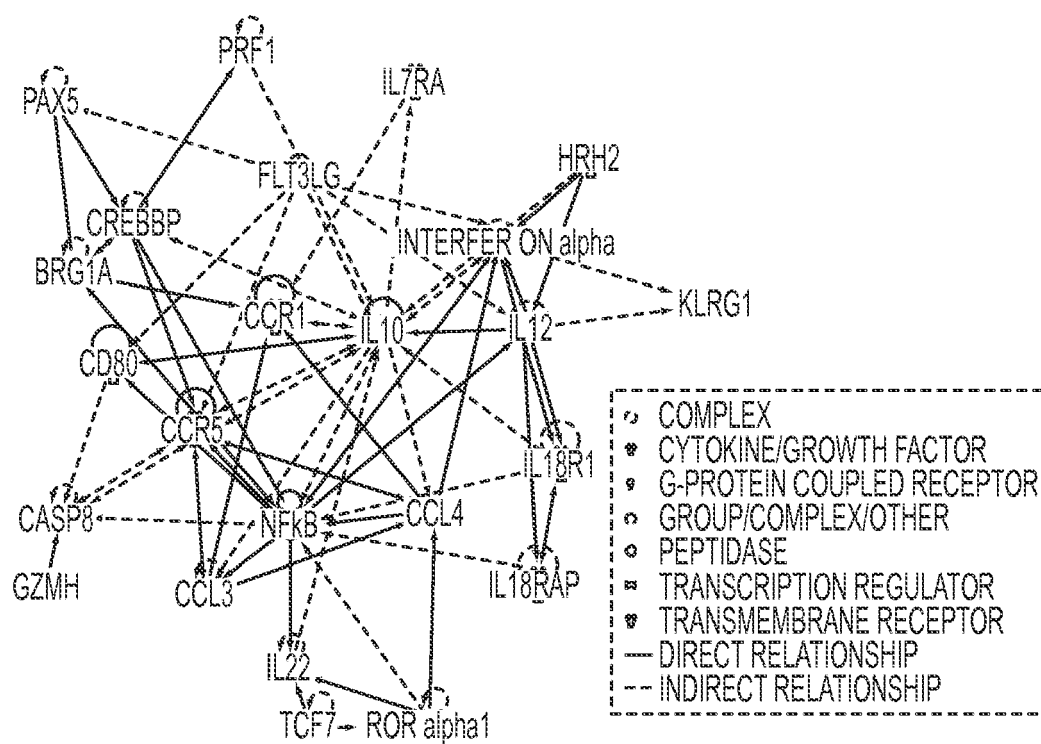 PRF1
IL7RA
PAX5
HRH2
FLT3LG
CREBBP
INTERFER ON alpha
BRG1A
KLRG1
CCR1
IL10
IL12
CD80
CCR5
IL18R1
CASP8
NFkB
CCL4
GZMH
CCL3
IL18RAP
IL22
TCF7
ROR alpha1
COMPLEX
CYTOKINE/GROWTH FACTOR
G-PROTEIN COUPLED RECEPTOR
GROUP/COMPLEX/OTHER
PEPTIDASE
TRANSCRIPTION REGULATOR
TRANSMEMBRANE RECEPTOR
DIRECT RELATIONSHIP
INDIRECT RELATIONSHIP